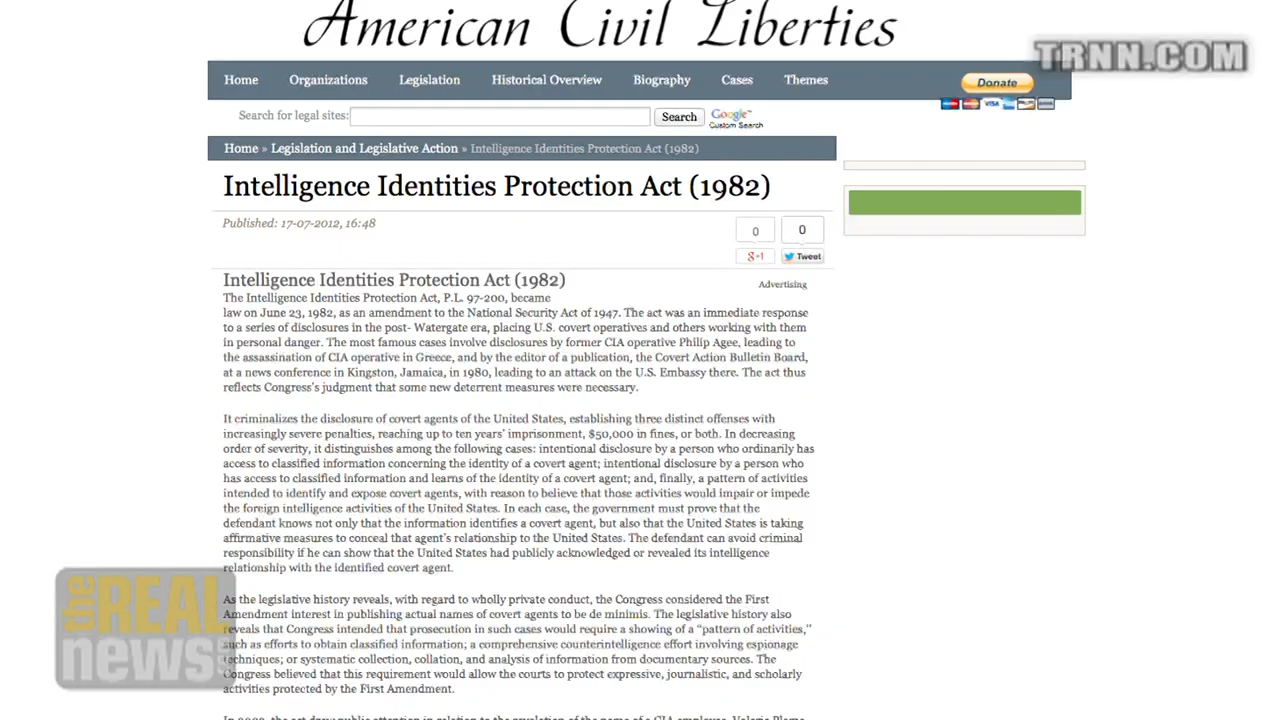 American Civil Liberties
TRNN.COM
Home Organizations Legislation Historical Overview Biography Cases Themes
Donate
VISA
Search for legal sites: Search Google™
Custom Search
Home » Legislation and Legislative Action » Intelligence Identities Protection Act (1982)
Intelligence Identities Protection Act (1982)
Published: 17-07-2012, 16:48
0 0
g+1 Tweet
Intelligence Identities Protection Act (1982)
Advertising
The Intelligence Identities Protection Act, P.L. 97-200, became
law on June 23, 1982, as an amendment to the National Security Act of 1947. The act was an immediate response
to a series of disclosures in the post- Watergate era, placing U.S. covert operatives and others working with them
in personal danger. The most famous cases involve disclosures by former CIA operative Philip Agee, leading to
the assassination of CIA operative in Greece, and by the editor of a publication, the Covert Action Bulletin Board,
at a news conference in Kingston, Jamaica, in 1980, leading to an attack on the U.S. Embassy there. The act thus
reflects Congress's judgment that some new deterrent measures were necessary.
It criminalizes the disclosure of covert agents of the United States, establishing three distinct offenses with
increasingly severe penalties, reaching up to ten years' imprisonment, $50,000 in fines, or both. In decreasing
order of severity, it distinguishes among the following cases: intentional disclosure by a person who ordinarily has
access to classified information concerning the identity of a covert agent; intentional disclosure by a person who
has access to classified information and learns of the identity of a covert agent; and, finally, a pattern of activities
intended to identify and expose covert agents, with reason to believe that those activities would impair or impede
the foreign intelligence activities of the United States. In each case, the government must prove that the
defendant knows not only that the information identifies a covert agent, but also that the United States is taking
affirmative measures to conceal that agent's relationship to the United States. The defendant can avoid criminal
responsibility if he can show that the United States had publicly acknowledged or revealed its intelligence
relationship with the identified covert agent.
As the legislative history reveals, with regard to wholly private conduct, the Congress considered the First
Amendment interest in publishing actual names of covert agents to be de minimis. The legislative history also
reveals that Congress intended that prosecution in such cases would require a showing of a "pattern of activities,"
such as efforts to obtain classified information; a comprehensive counterintelligence effort involving espionage
techniques; or systematic collection, collation, and analysis of information from documentary sources. The
Congress believed that this requirement would allow the courts to protect expressive, journalistic, and scholarly
activities protected by the First Amendment.
the REAL
news